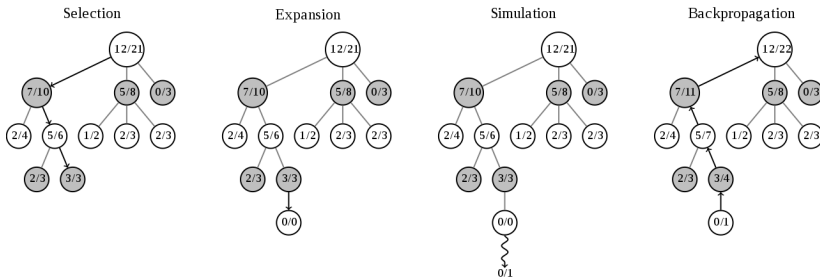 Selection Expansion Simulation Backpropagation
12/21 12/21 12/21 12/22
7/10 5/8 0/3 7/10 5/8 0/3 7/10 5/8 0/3 7/11 5/8 0/3
2/4 5/6 1/2 2/3 2/3 2/4 5/6 1/2 2/3 2/3 2/4 5/6 1/2 2/3 2/3 2/4 5/7 1/2 2/3 2/3
2/3 3/3 2/3 3/3 2/3 3/3 2/3 3/4
0/0 0/0 0/1
0/1